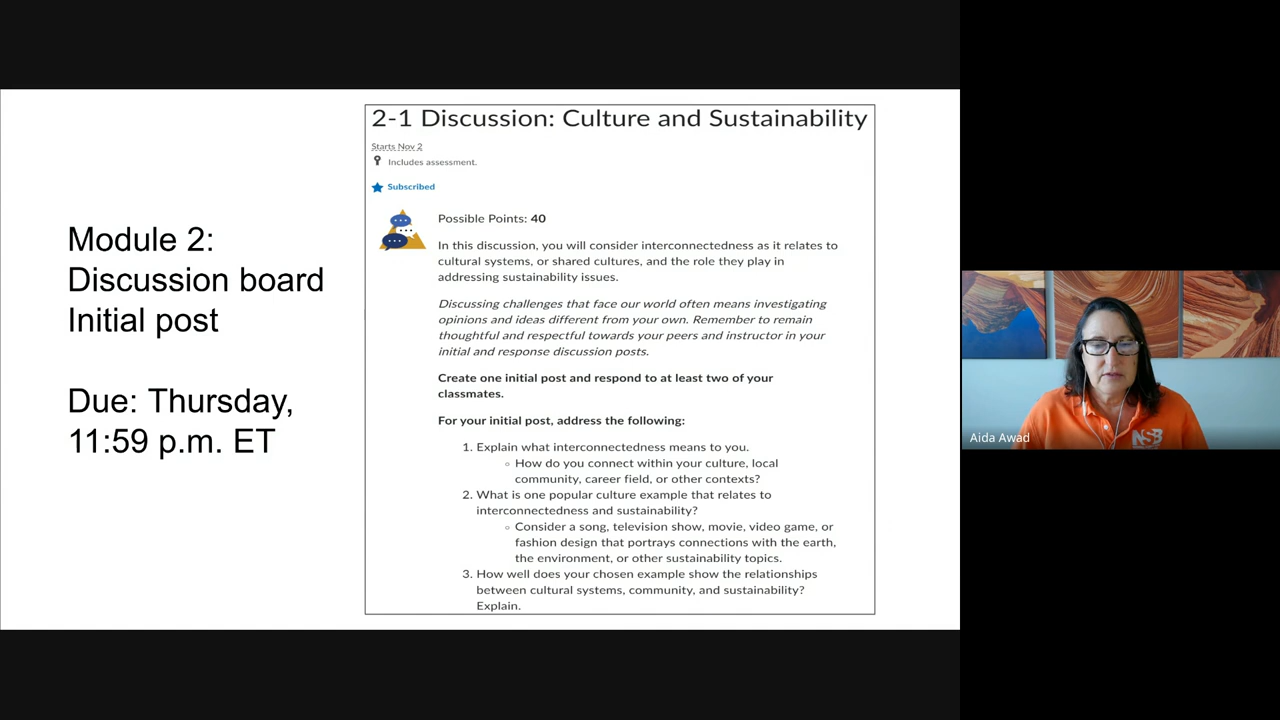 Module 2:
Discussion board
Initial post
Due: Thursday,
11:59 p.m. ET
2-1 Discussion: Culture and Sustainability
Starts Nov 2
Includes assessment.
Subscribed
Possible Points: 40
In this discussion, you will consider interconnectedness as it relates to
cultural systems, or shared cultures, and the role they play in
addressing sustainability issues.
Discussing challenges that face our world often means investigating
opinions and ideas different from your own. Remember to remain
thoughtful and respectful towards your peers and instructor in your
initial and response discussion posts.
Create one initial post and respond to at least two of your
classmates.
For your initial post, address the following:
1. Explain what interconnectedness means to you.
◦ How do you connect within your culture, local
community, career field, or other contexts?
2. What is one popular culture example that relates to
interconnectedness and sustainability?
◦ Consider a song, television show, movie, video game, or
fashion design that portrays connections with the earth,
the environment, or other sustainability topics.
3. How well does your chosen example show the relationships
between cultural systems, community, and sustainability?
Explain.
Aida Awad